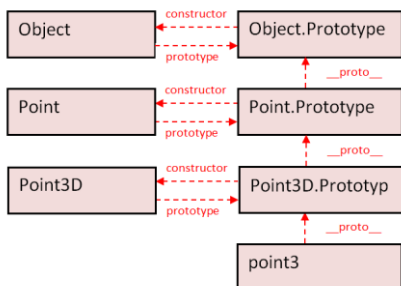 Object
constructor
prototype
Object.Prototype
__proto__
Point
constructor
prototype
Point.Prototype
__proto__
Point3D
constructor
prototype
Point3D.Prototyp
__proto__
point3